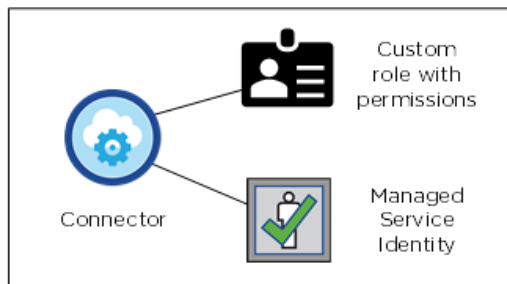 Custom
role with
permissions
Connector
Managed
Service
Identity